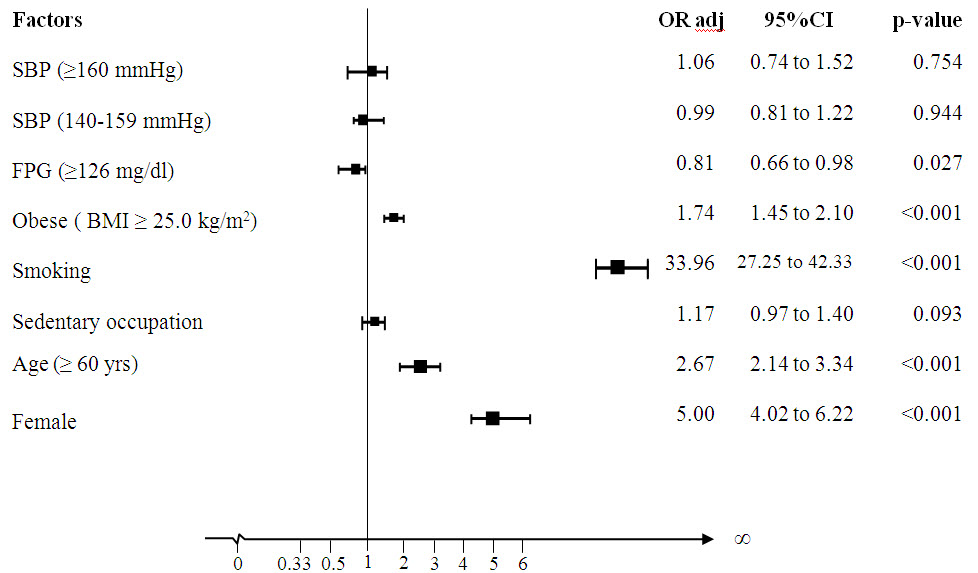 Factors OR adj 95%CI p-value
SBP (≥160 mmHg) 1.06 0.74 to 1.52 0.754
SBP (140-159 mmHg) 0.99 0.81 to 1.22 0.944
FPG (≥126 mg/dl) 0.81 0.66 to 0.98 0.027
Obese ( BMI ≥ 25.0 kg/m²) 1.74 1.45 to 2.10 <0.001
Smoking 33.96 27.25 to 42.33 <0.001
Sedentary occupation 1.17 0.97 to 1.40 0.093
Age (≥ 60 yrs) 2.67 2.14 to 3.34 <0.001
Female 5.00 4.02 to 6.22 <0.001
∞
0 0.33 0.5 1 2 3 4 5 6